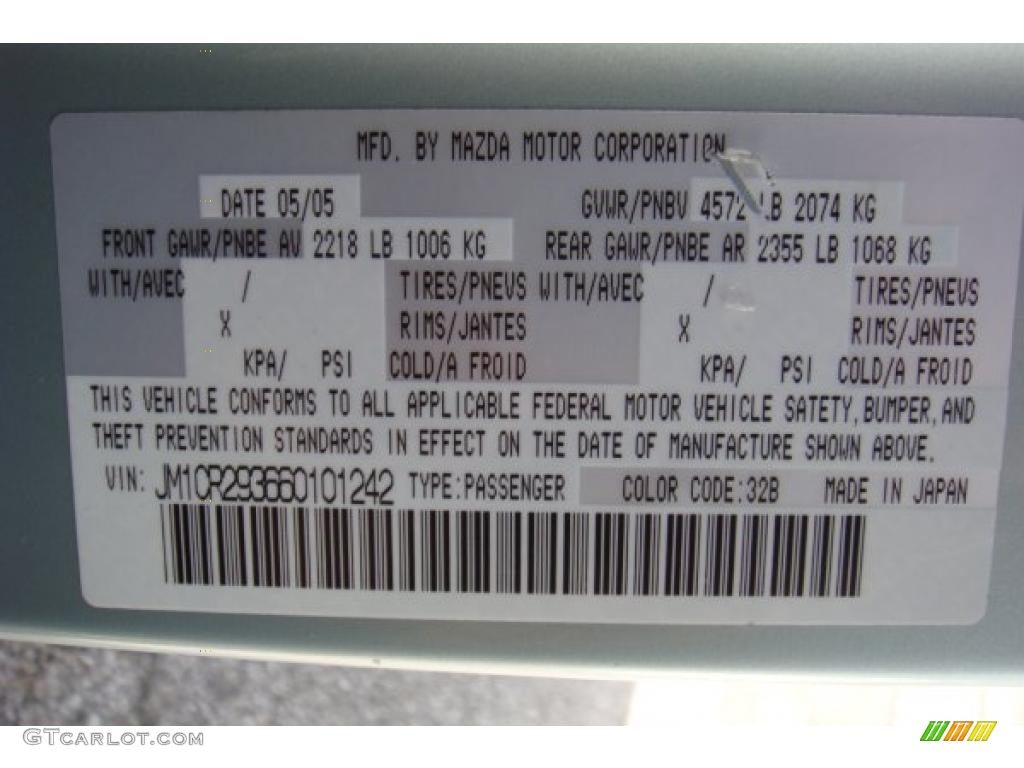 MFD. BY MAZDA MOTOR CORPORATION
DATE 05/05 GVWR/PNBV 4572 LB 2074 KG
FRONT GAWR/PNBE AV 2218 LB 1006 KG REAR GAWR/PNBE AR 2355 LB 1068 KG
WITH/AVEC / TIRES/PNEUS WITH/AVEC / TIRES/PNEUS
X RIMS/JANTES X RIMS/JANTES
KPA/ PSI COLD/A FROID KPA/ PSI COLD/A FROID
THIS VEHICLE CONFORMS TO ALL APPLICABLE FEDERAL MOTOR VEHICLE SAFETY, BUMPER, AND
THEFT PREVENTION STANDARDS IN EFFECT ON THE DATE OF MANUFACTURE SHOWN ABOVE.
VIN: JM1CR293660101242 TYPE:PASSENGER COLOR CODE:32B MADE IN JAPAN
GTCARLOT.COM